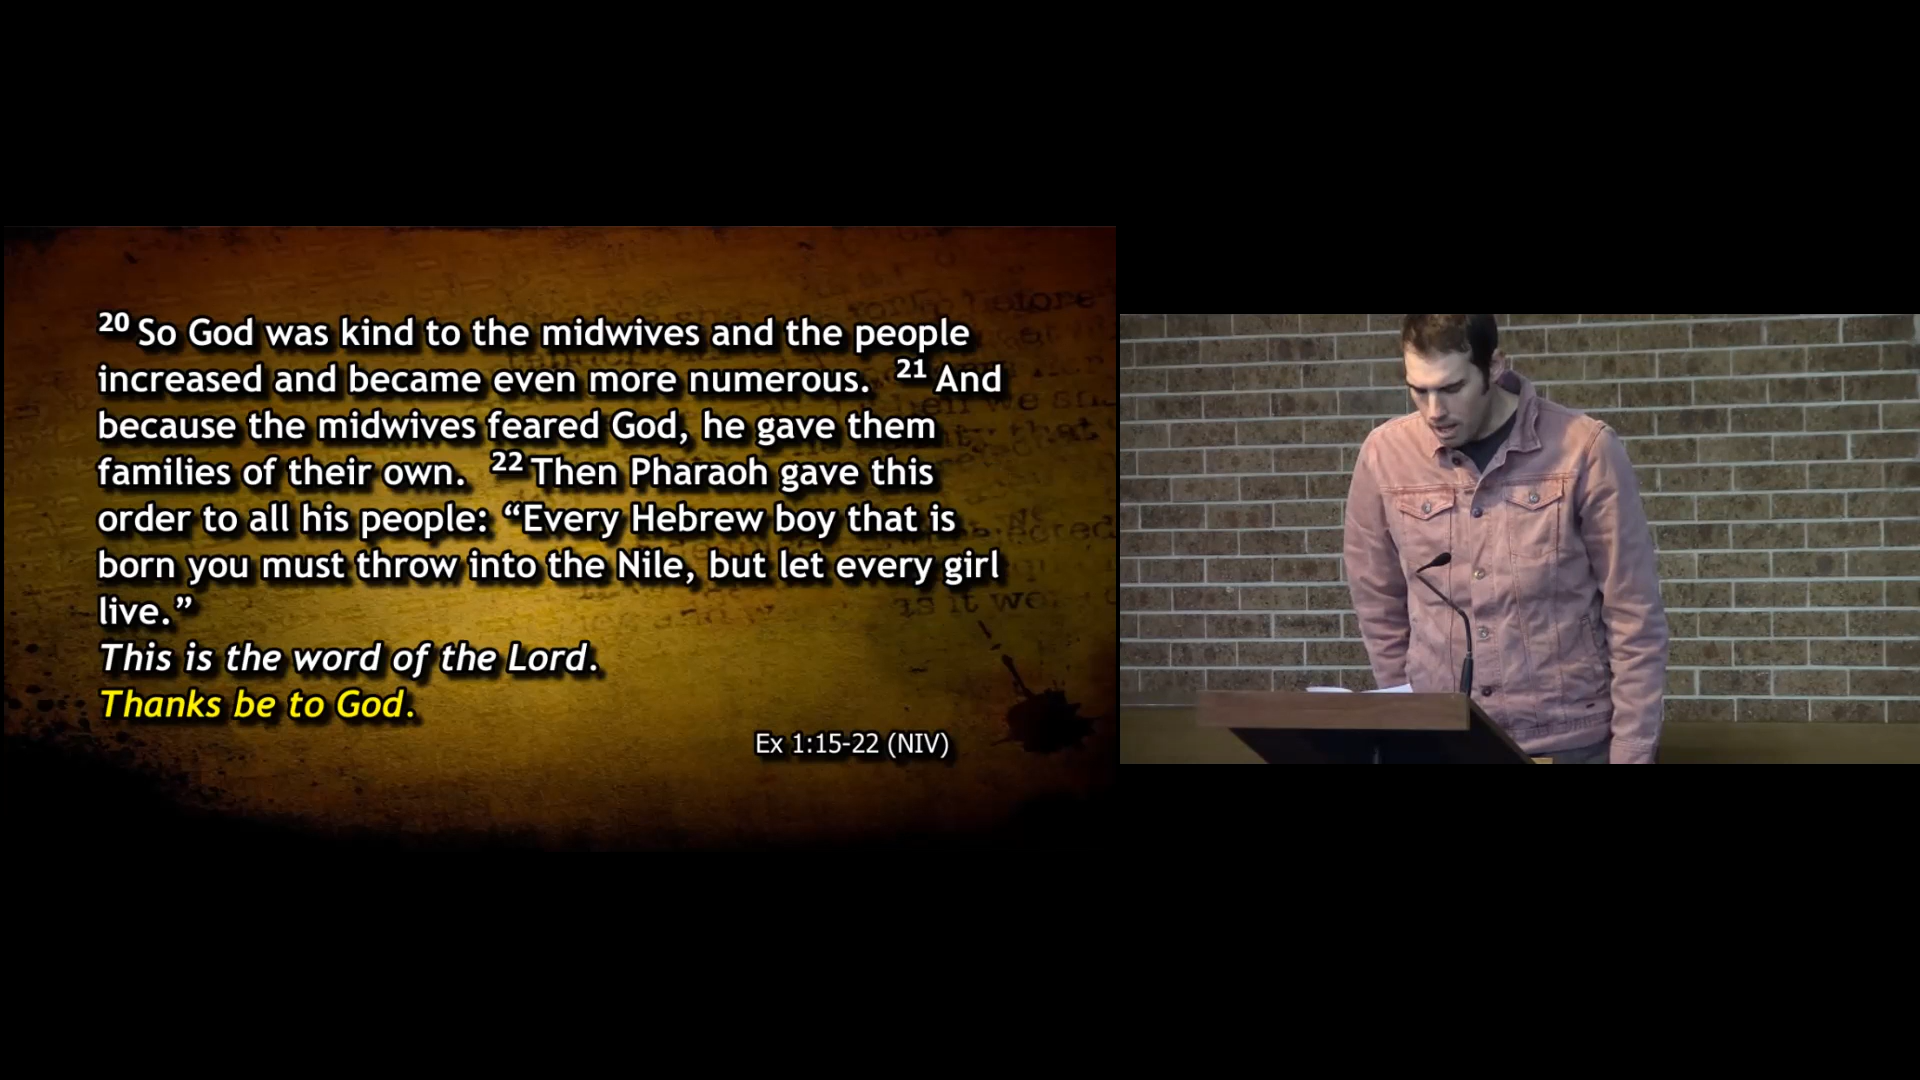 20 So God was kind to the midwives and the people
increased and became even more numerous. 21 And
because the midwives feared God, he gave them
families of their own. 22 Then Pharaoh gave this
order to all his people: “Every Hebrew boy that is
born you must throw into the Nile, but let every girl
live.”
This is the word of the Lord.
Thanks be to God.
Ex 1:15-22 (NIV)